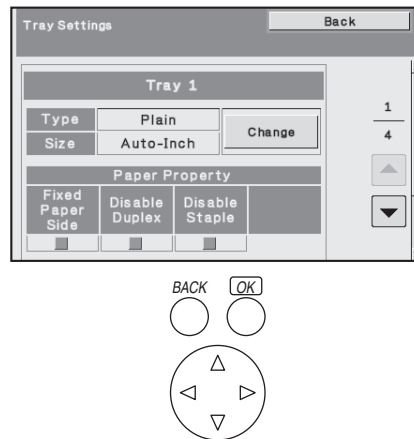 Tray Settings
Back
Tray 1
Type Plain
Size Auto-Inch
Change
1
4
Paper Property
Fixed Paper Side
Disable Duplex
Disable Staple
BACK OK